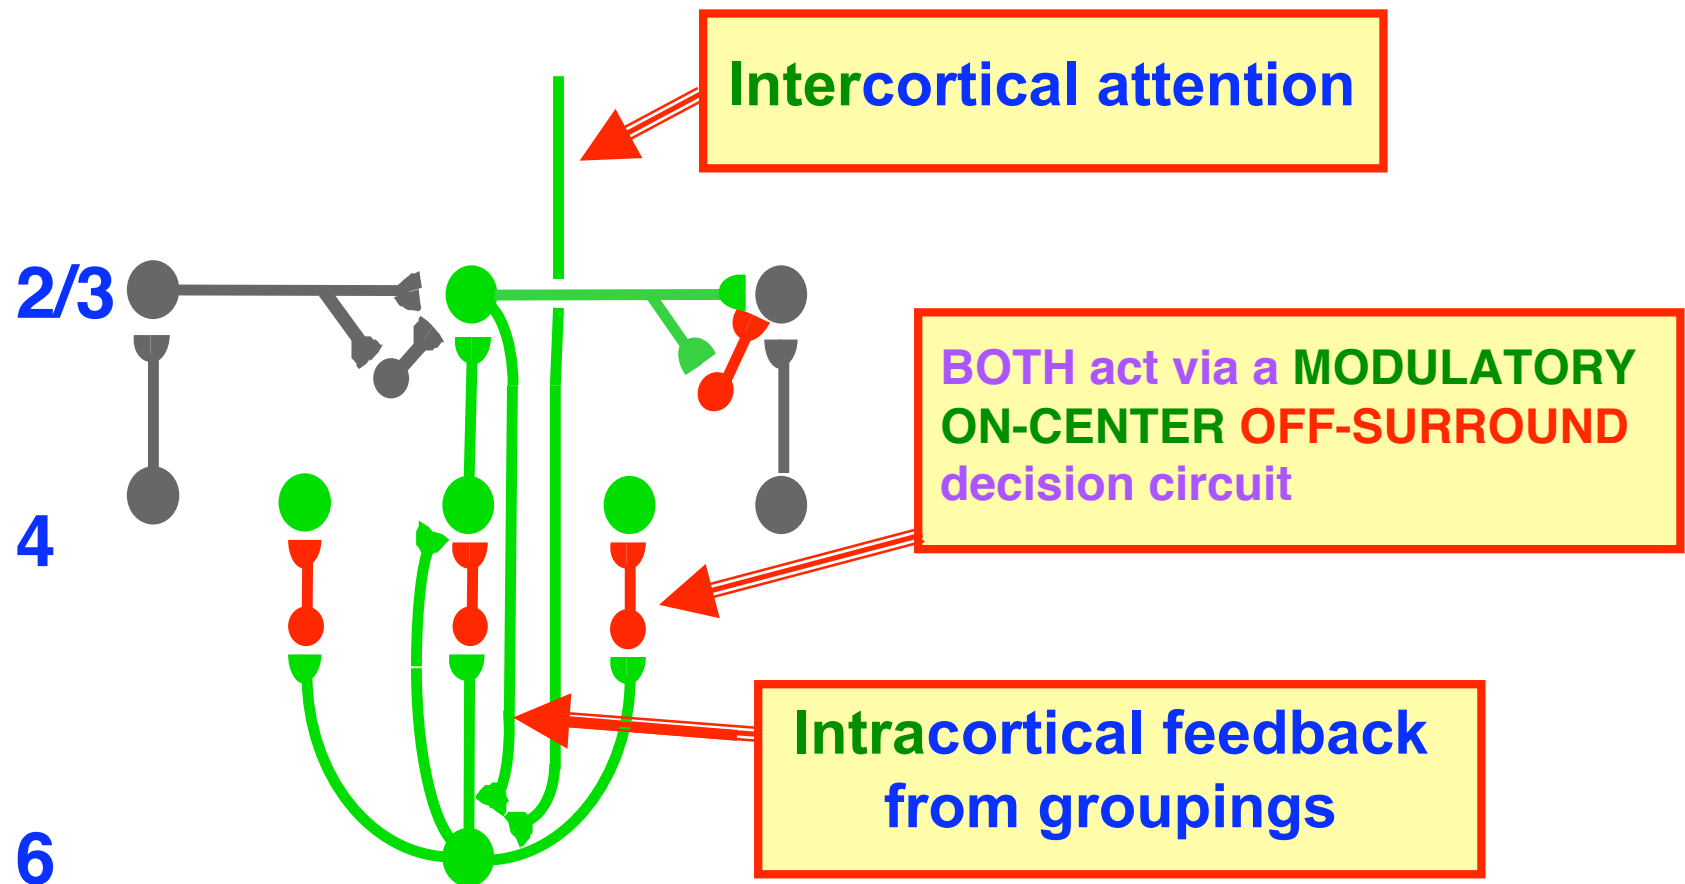 Intercortical attention
2/3
BOTH act via a MODULATORY
ON-CENTER OFF-SURROUND
decision circuit
4
Intracortical feedback
from groupings
6